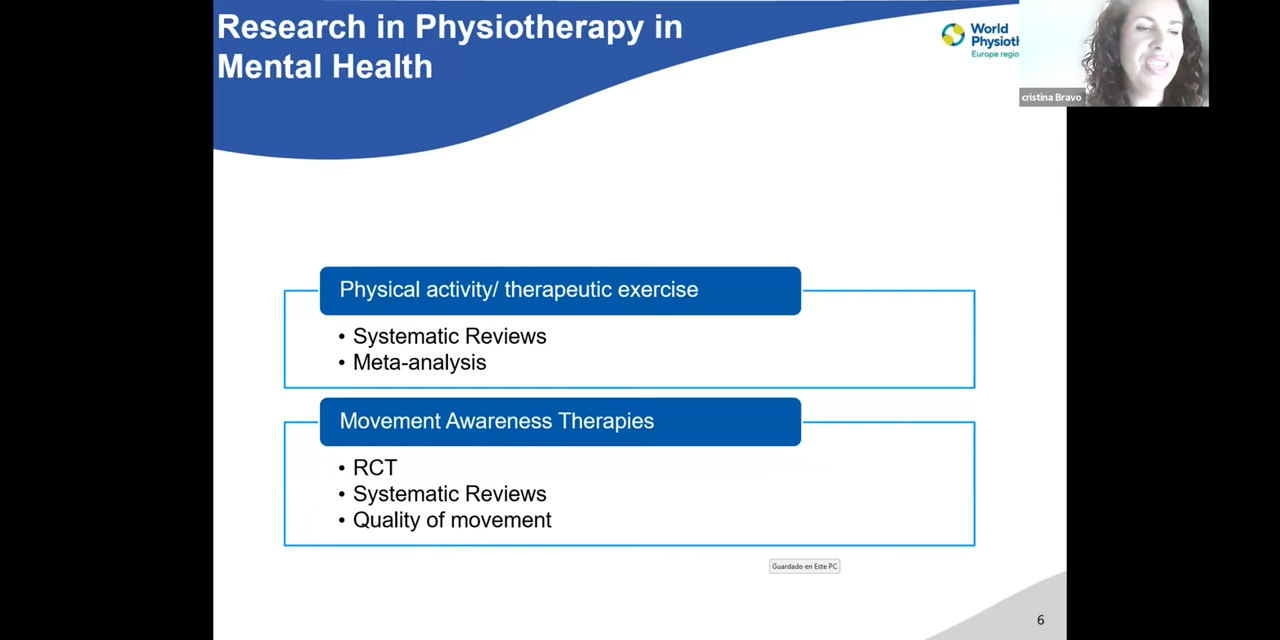 Research in Physiotherapy in
Mental Health
World
Physioth
Europe regio
cristina Bravo
Physical activity/ therapeutic exercise
• Systematic Reviews
• Meta-analysis
Movement Awareness Therapies
• RCT
• Systematic Reviews
• Quality of movement
Guardado en Este PC
6